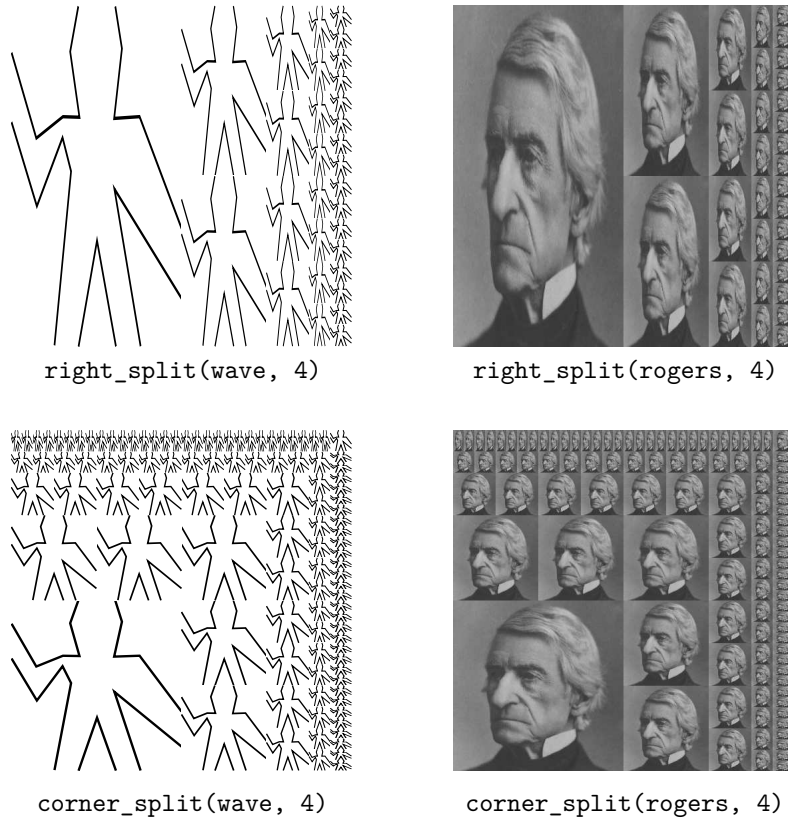 right_split(wave, 4)
right_split(rogers, 4)
corner_split(wave, 4)
corner_split(rogers, 4)